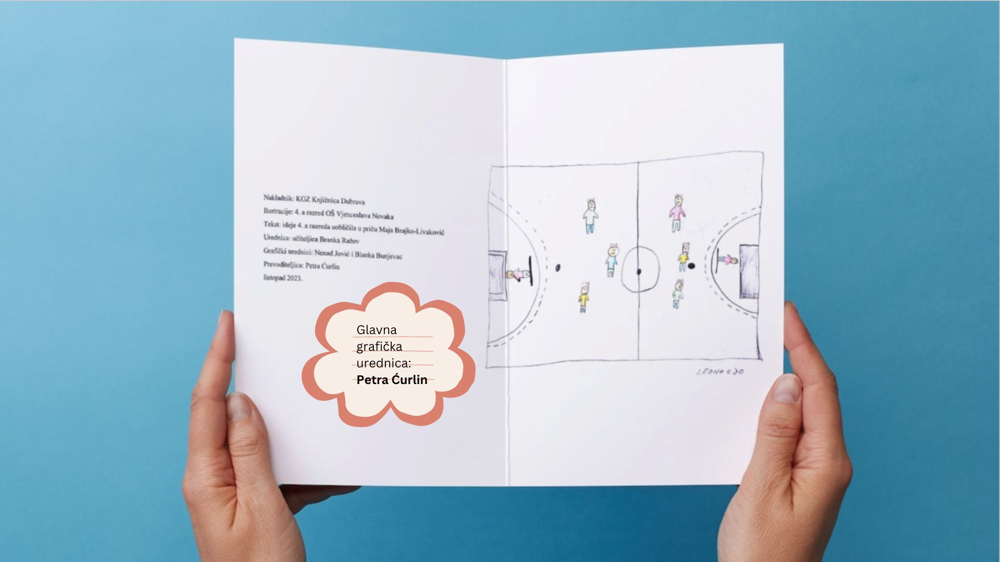 Nakladnik: KGZ Knjižnica Dubrava
Ilustracije: 4. a razred OŠ Vjenceslava Novaka
Tekst: ideje 4. a razreda uobličila u priču Maja Brajko-Livaković
Urednica: učiteljica Branka Ražov
Grafički urednici: Nenad Jović i Blanka Bunjevac
Prevoditeljica: Petra Ćurlin
listopad 2023.
Glavna
grafička
urednica:
Petra Ćurlin